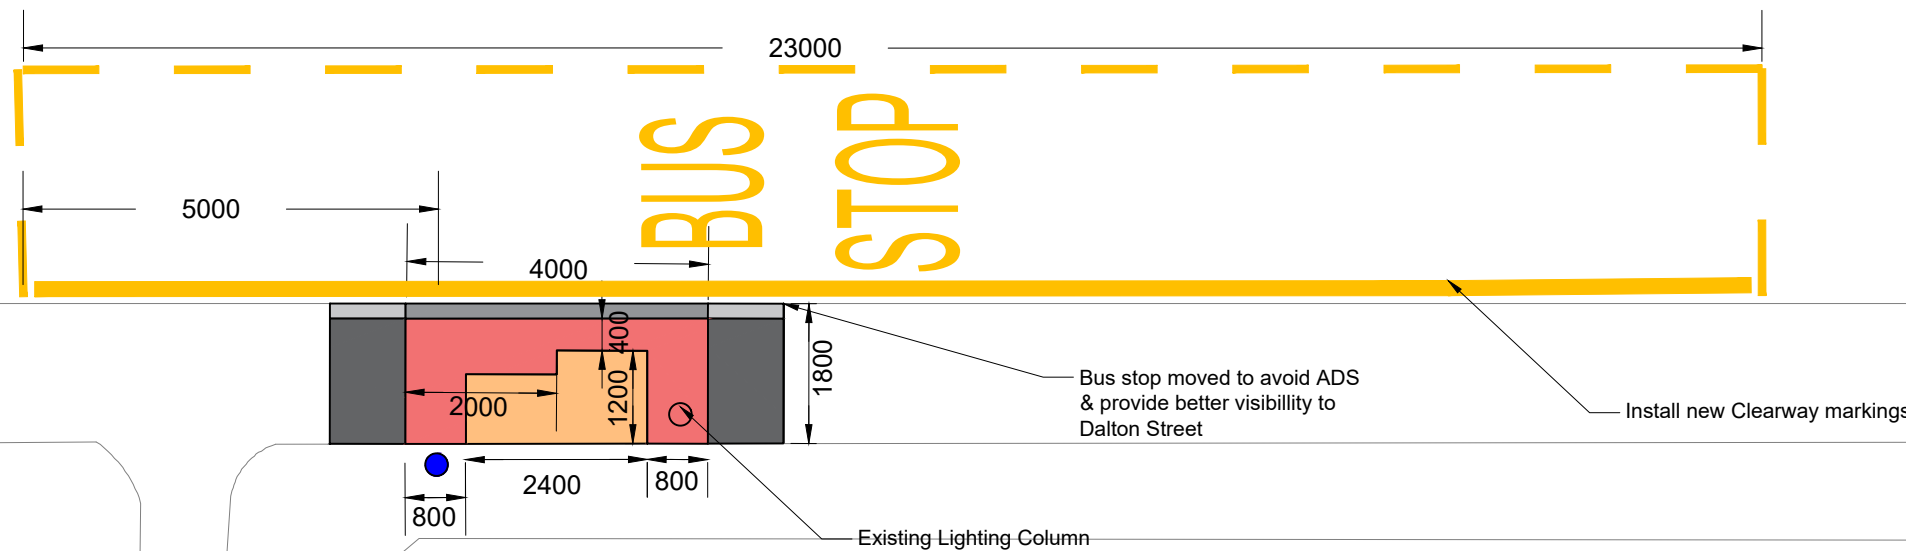 23000
BUS
STOP
5000
4000
400
1800
1200
2000
Bus stop moved to avoid ADS
& provide better visibillity to
Dalton Street
Install new Clearway markings
2400
800
800
Existing Lighting Column